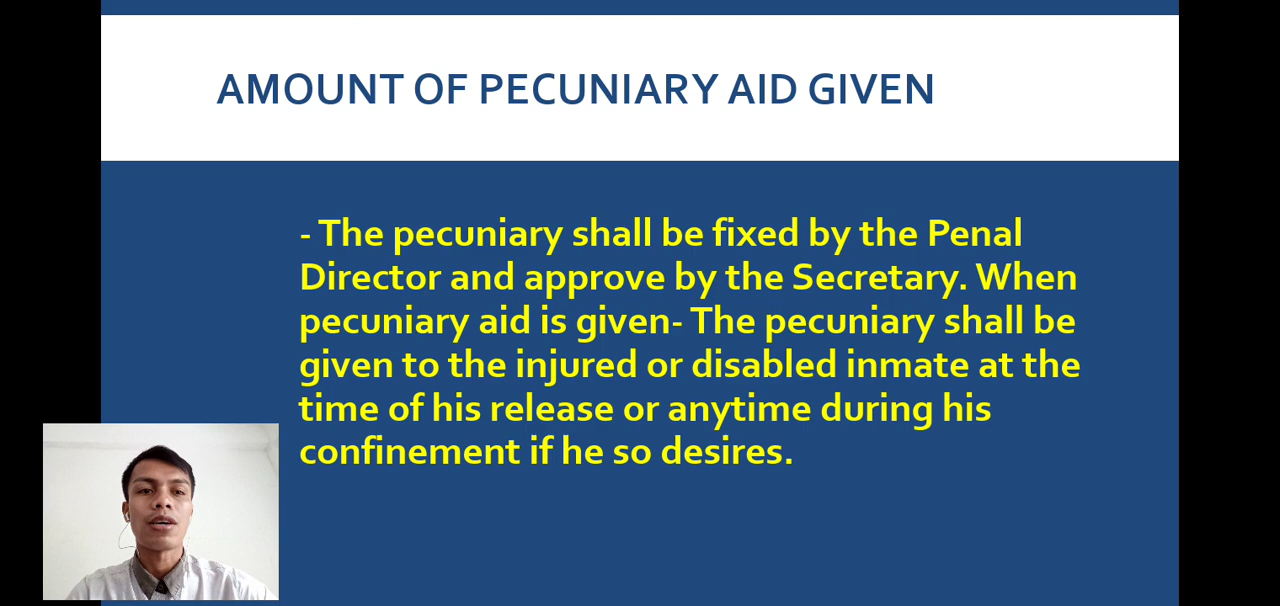 AMOUNT OF PECUNIARY AID GIVEN
- The pecuniary shall be fixed by the Penal
Director and approve by the Secretary. When
pecuniary aid is given- The pecuniary shall be
given to the injured or disabled inmate at the
time of his release or anytime during his
confinement if he so desires.